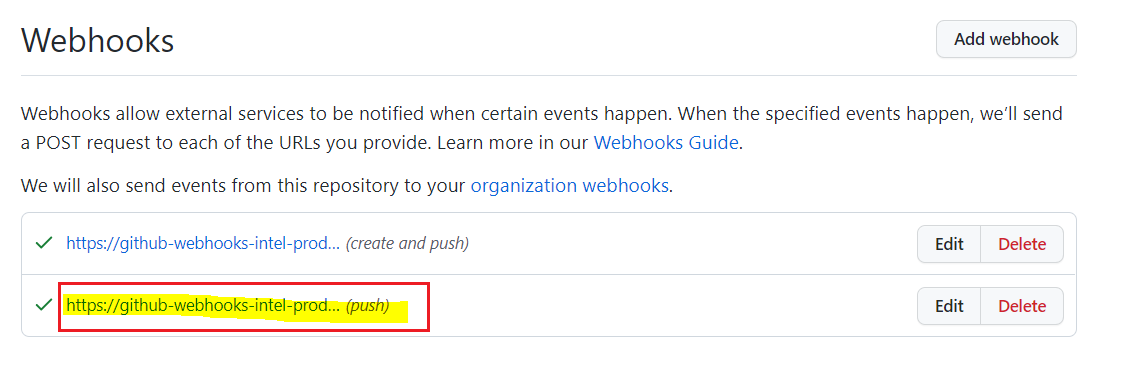 Webhooks
Add webhook
Webhooks allow external services to be notified when certain events happen. When the specified events happen, we’ll send
a POST request to each of the URLs you provide. Learn more in our Webhooks Guide.
We will also send events from this repository to your organization webhooks.
https://github-webhooks-intel-prod... (create and push)
Edit
Delete
https://github-webhooks-intel-prod... (push)
Edit
Delete